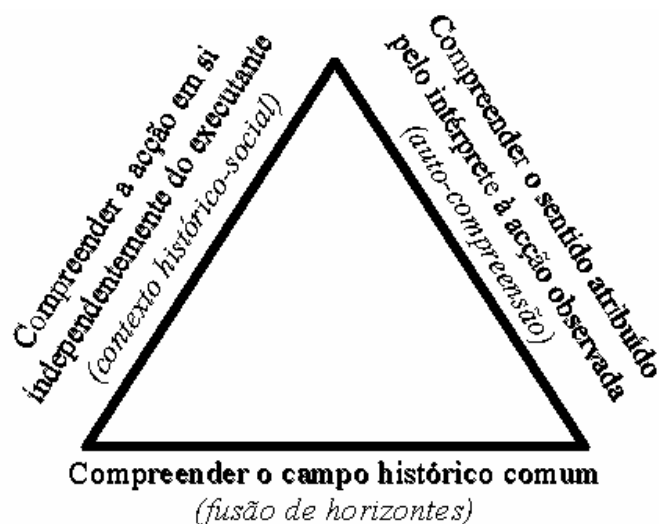 Compreender a acção em si
independentemente do executante
(contexto histórico-social)
Compreender o sentido atribuído
pelo intérprete à acção observada
(auto-compreensão)
Compreender o campo histórico comum
(fusão de horizontes)